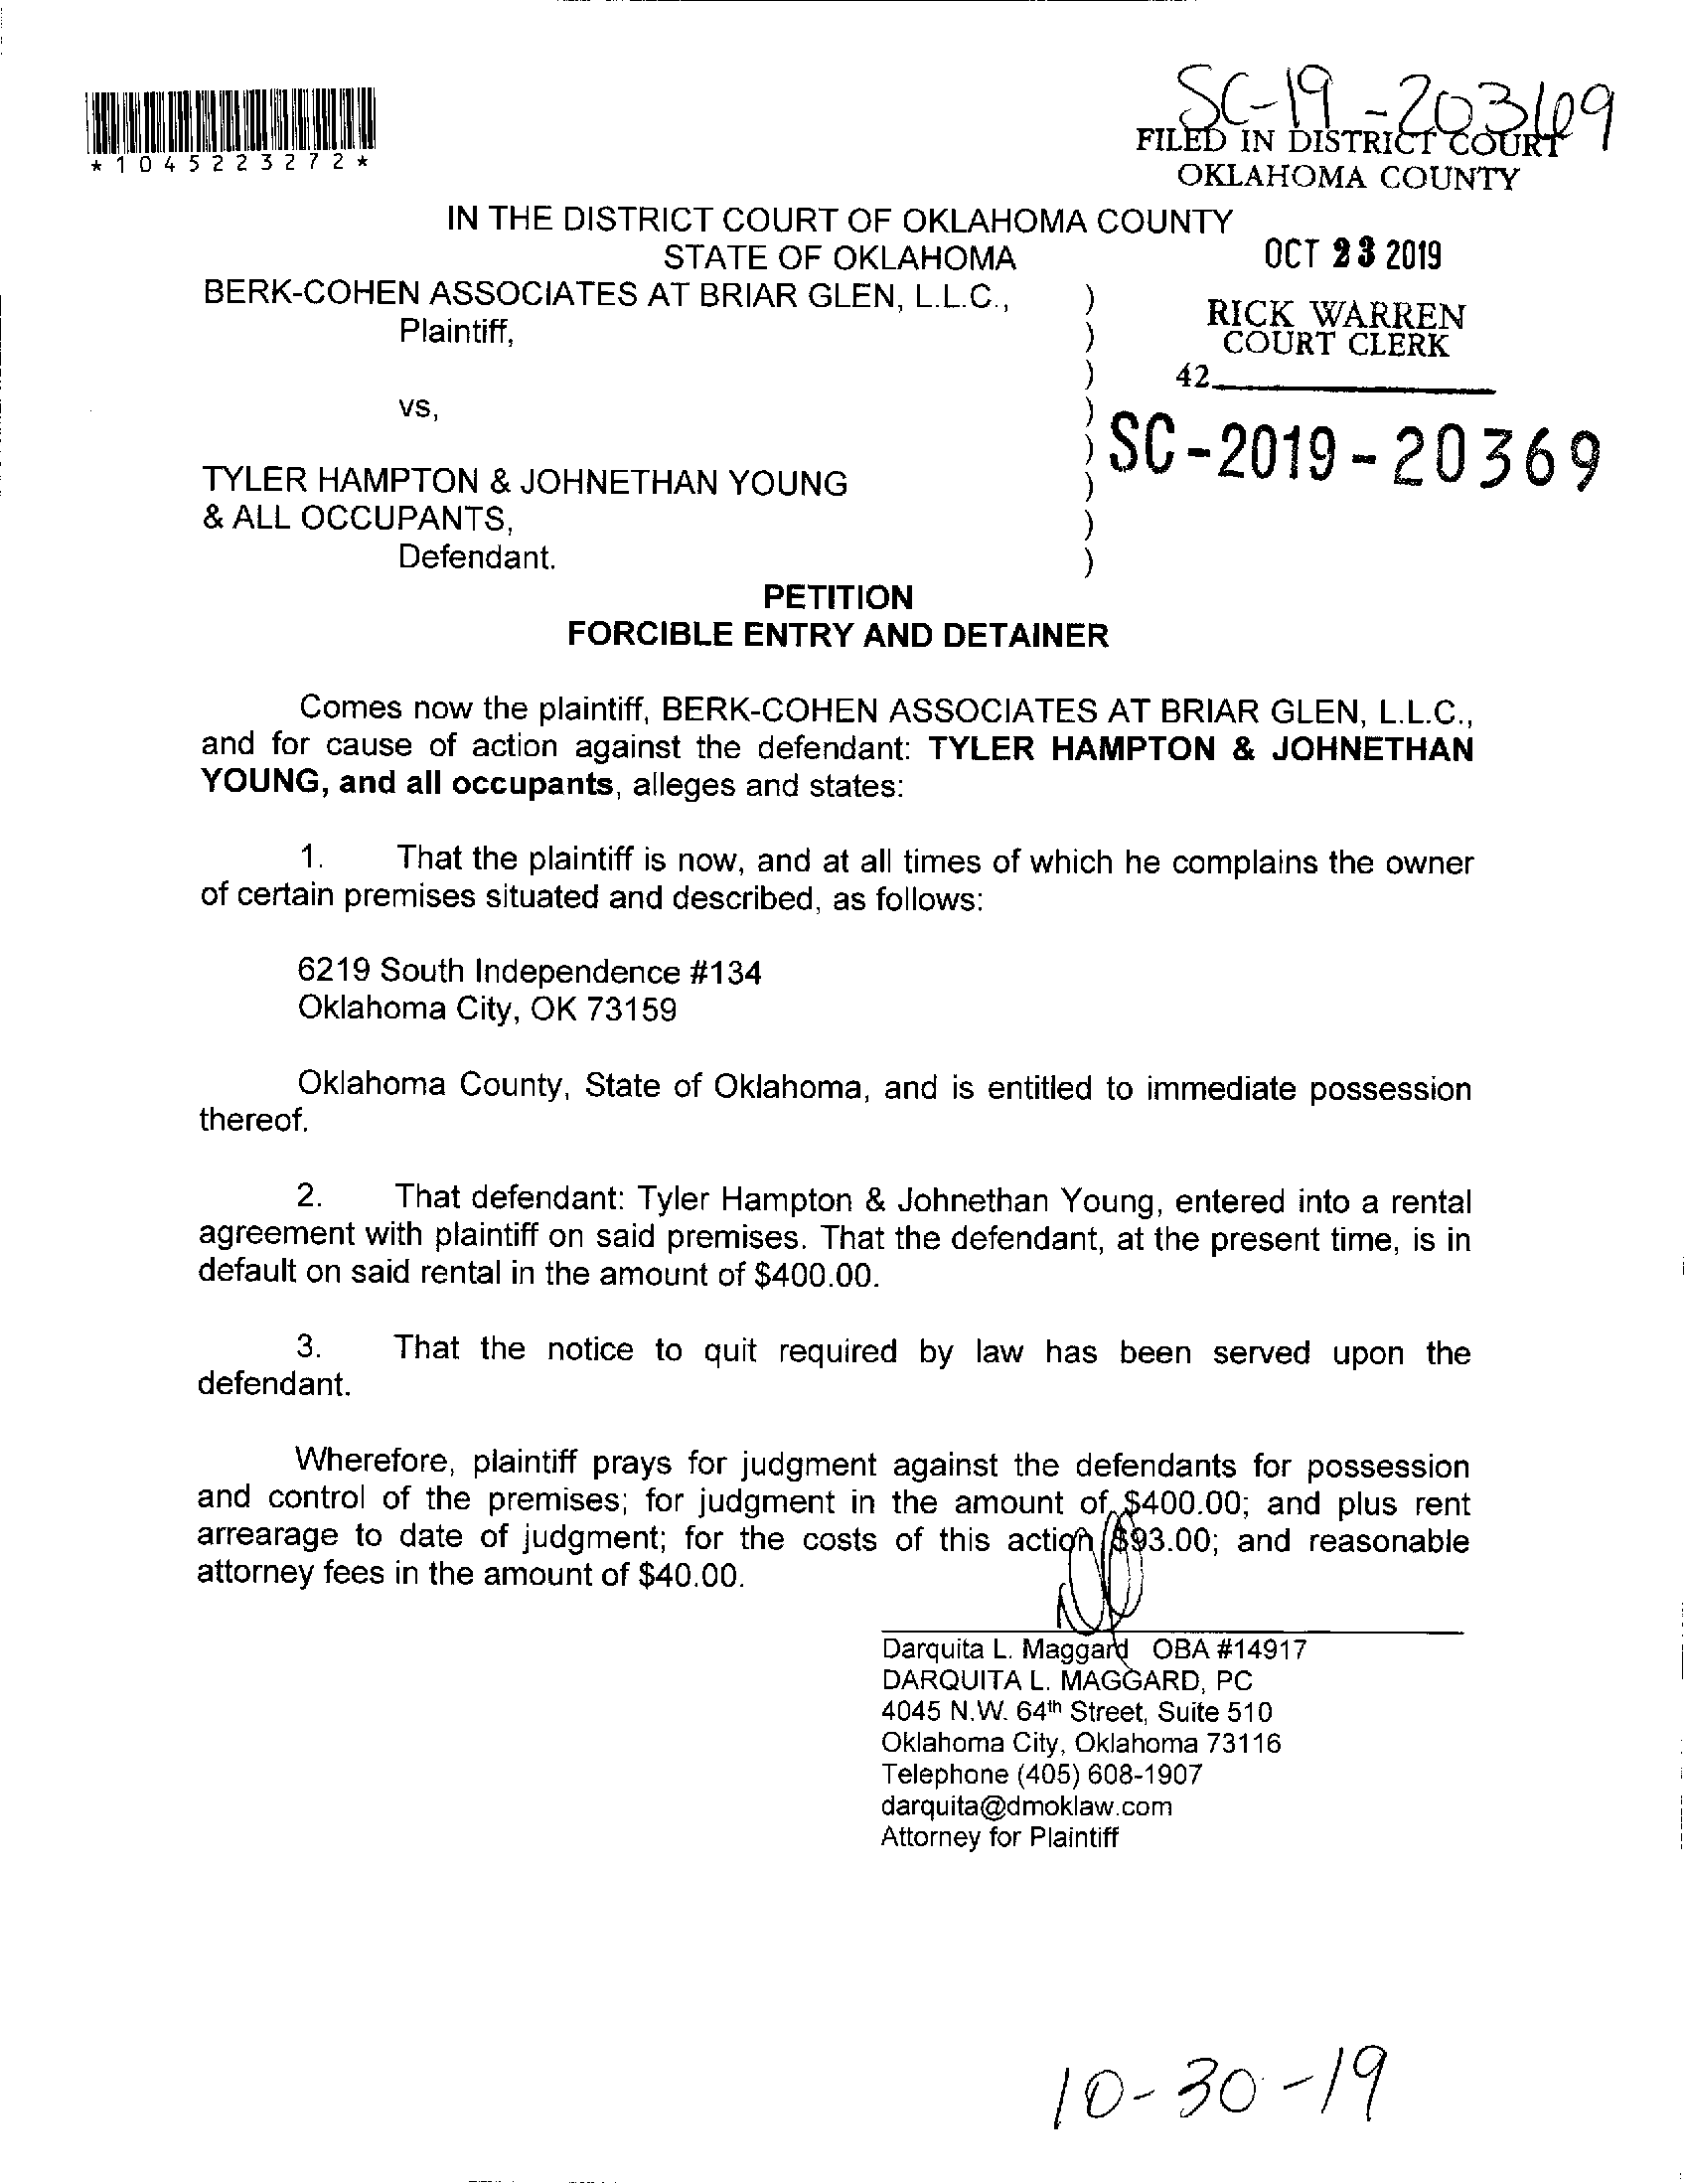 SC-19-20369
*1045223272*
FILED IN DISTRICT COURT
OKLAHOMA COUNTY
IN THE DISTRICT COURT OF OKLAHOMA COUNTY
STATE OF OKLAHOMA
OCT 23 2019
BERK-COHEN ASSOCIATES AT BRIAR GLEN, L.L.C., )
Plaintiff, )
)
RICK WARREN
COURT CLERK
42
vs, )
) SC-2019-20369
TYLER HAMPTON & JOHNETHAN YOUNG )
& ALL OCCUPANTS, )
Defendant. )
PETITION
FORCIBLE ENTRY AND DETAINER
Comes now the plaintiff, BERK-COHEN ASSOCIATES AT BRIAR GLEN, L.L.C.,
and for cause of action against the defendant: TYLER HAMPTON & JOHNETHAN
YOUNG, and all occupants, alleges and states:
1. That the plaintiff is now, and at all times of which he complains the owner
of certain premises situated and described, as follows:
6219 South Independence #134
Oklahoma City, OK 73159
Oklahoma County, State of Oklahoma, and is entitled to immediate possession
thereof.
2. That defendant: Tyler Hampton & Johnethan Young, entered into a rental
agreement with plaintiff on said premises. That the defendant, at the present time, is in
default on said rental in the amount of $400.00.
3. That the notice to quit required by law has been served upon the
defendant.
Wherefore, plaintiff prays for judgment against the defendants for possession
and control of the premises; for judgment in the amount of $400.00; and plus rent
arrearage to date of judgment; for the costs of this action $93.00; and reasonable
attorney fees in the amount of $40.00.
Darquita L. Maggard OBA #14917
DARQUITA L. MAGGARD, PC
4045 N.W. 64th Street, Suite 510
Oklahoma City, Oklahoma 73116
Telephone (405) 608-1907
darquita@dmoklaw.com
Attorney for Plaintiff
10-30-19